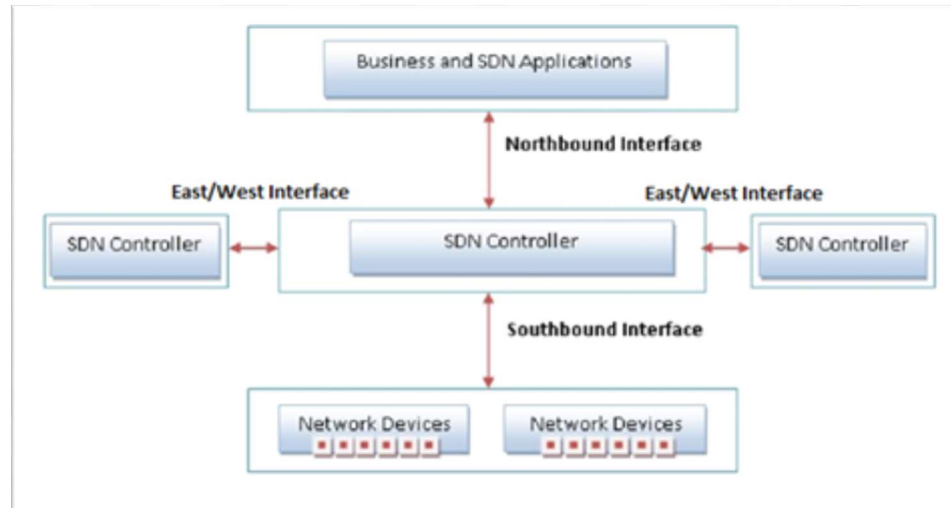 Business and SDN Applications
Northbound Interface
East/West Interface
East/West Interface
SDN Controller
SDN Controller
SDN Controller
Southbound Interface
Network Devices
Network Devices